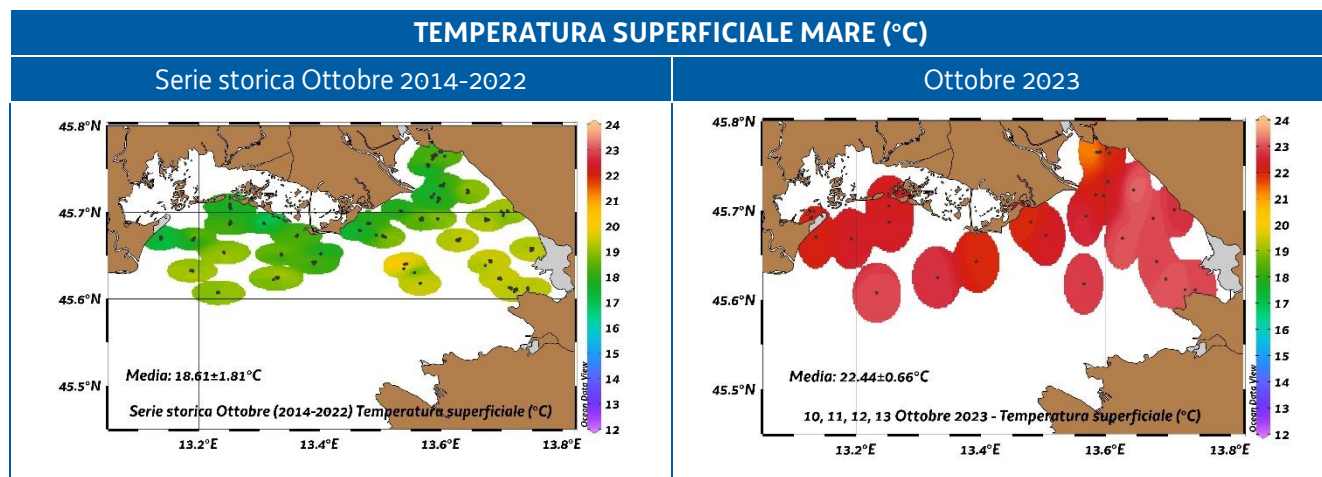 TEMPERATURA SUPERFICIALE MARE (°C)
Serie storica Ottobre 2014-2022
Ottobre 2023
45.8°N
45.7°N
45.6°N
45.5°N
13.2°E
13.4°E
13.6°E
13.8°E
24
23
22
21
20
19
18
17
16
15
14
13
12
Ocean Data View
Media: 18.61±1.81°C
Serie storica Ottobre (2014-2022) Temperatura superficiale (°C)
45.8°N
45.7°N
45.6°N
45.5°N
13.2°E
13.4°E
13.6°E
13.8°E
24
23
22
21
20
19
18
17
16
15
14
13
12
Ocean Data View
Media: 22.44±0.66°C
10, 11, 12, 13 Ottobre 2023 - Temperatura superficiale (°C)